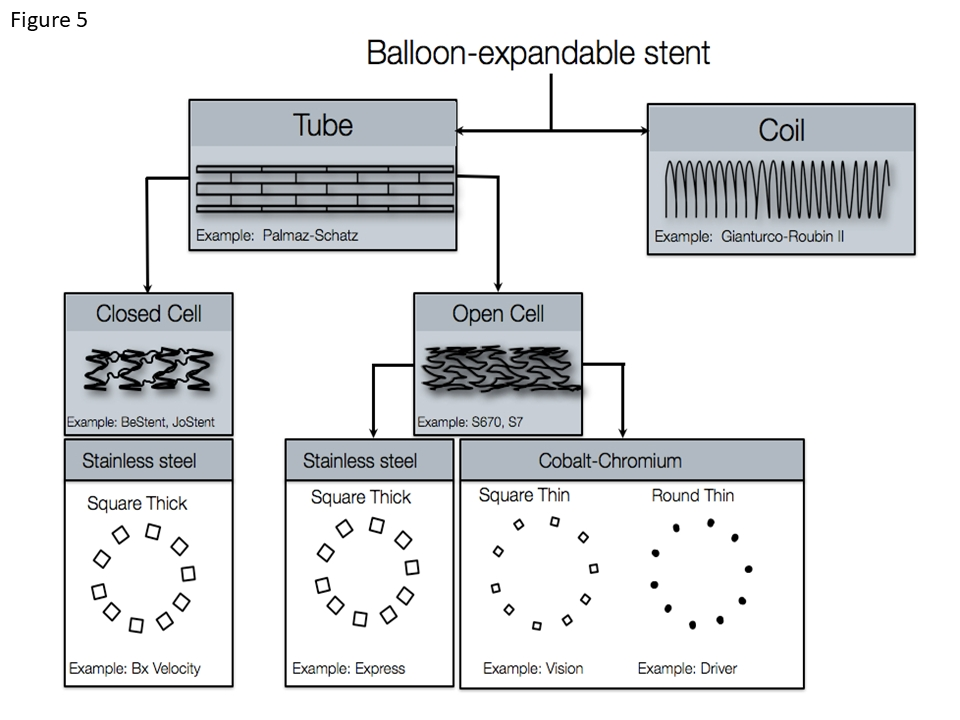 Figure 5
Balloon-expandable stent
Tube
Example: Palmaz-Schatz
Coil
Example: Gianturco-Roubin II
Closed Cell
Example: BeStent, JoStent
Open Cell
Example: S670, S7
Stainless steel
Square Thick
Example: Bx Velocity
Stainless steel
Square Thick
Example: Express
Cobalt-Chromium
Square Thin
Example: Vision
Round Thin
Example: Driver